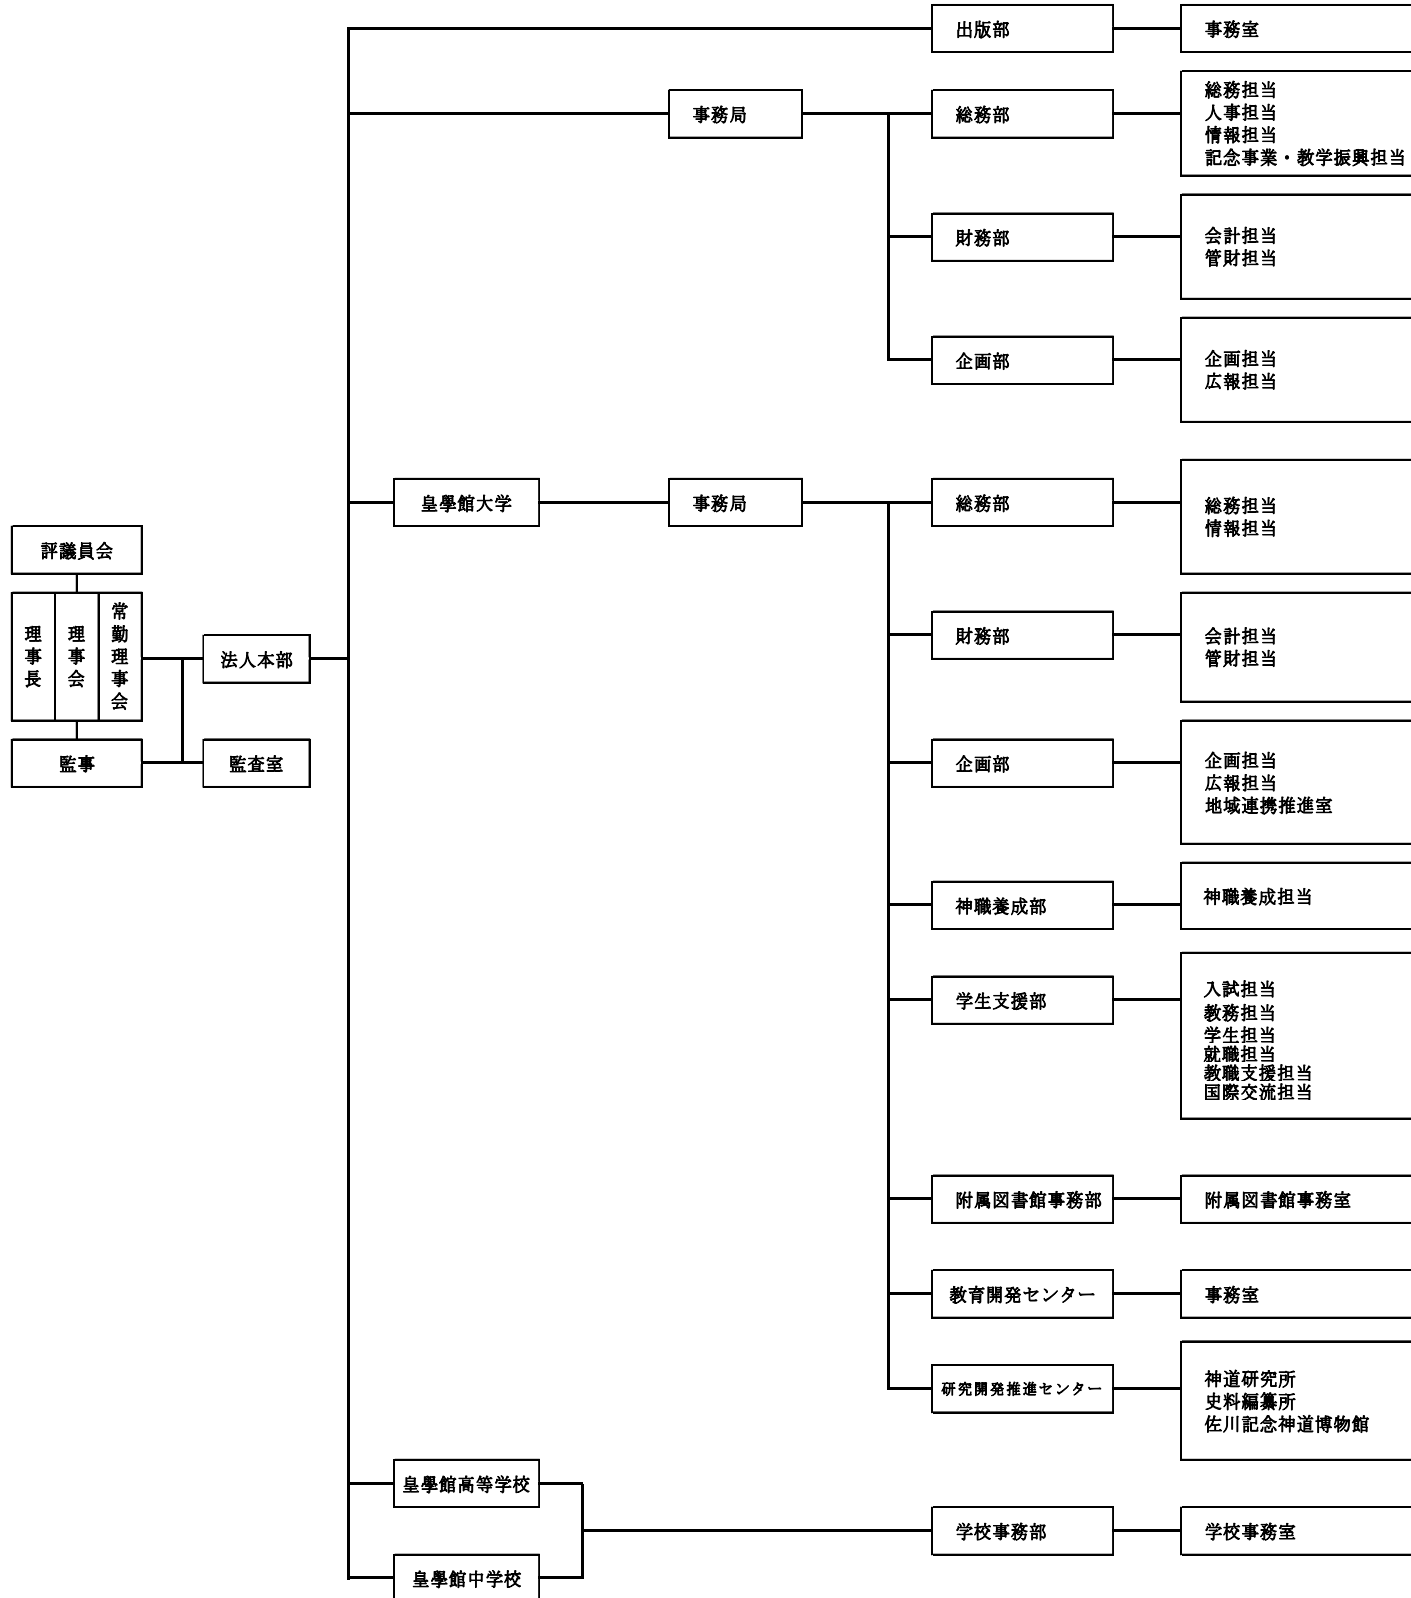 出版部
事務室
事務局
総務部
総務担当
人事担当
情報担当
記念事業・教学振興担当
財務部
会計担当
管財担当
企画部
企画担当
広報担当
皇學館大学
事務局
総務部
総務担当
情報担当
評議員会
理事長
理事会
常勤理事会
法人本部
監事
監査室
財務部
会計担当
管財担当
企画部
企画担当
広報担当
地域連携推進室
神職養成部
神職養成担当
学生支援部
入試担当
教務担当
学生担当
就職担当
教職支援担当
国際交流担当
附属図書館事務部
附属図書館事務室
教育開発センター
事務室
研究開発推進センター
神道研究所
史料編纂所
佐川記念神道博物館
皇學館高等学校
学校事務部
学校事務室
皇學館中学校